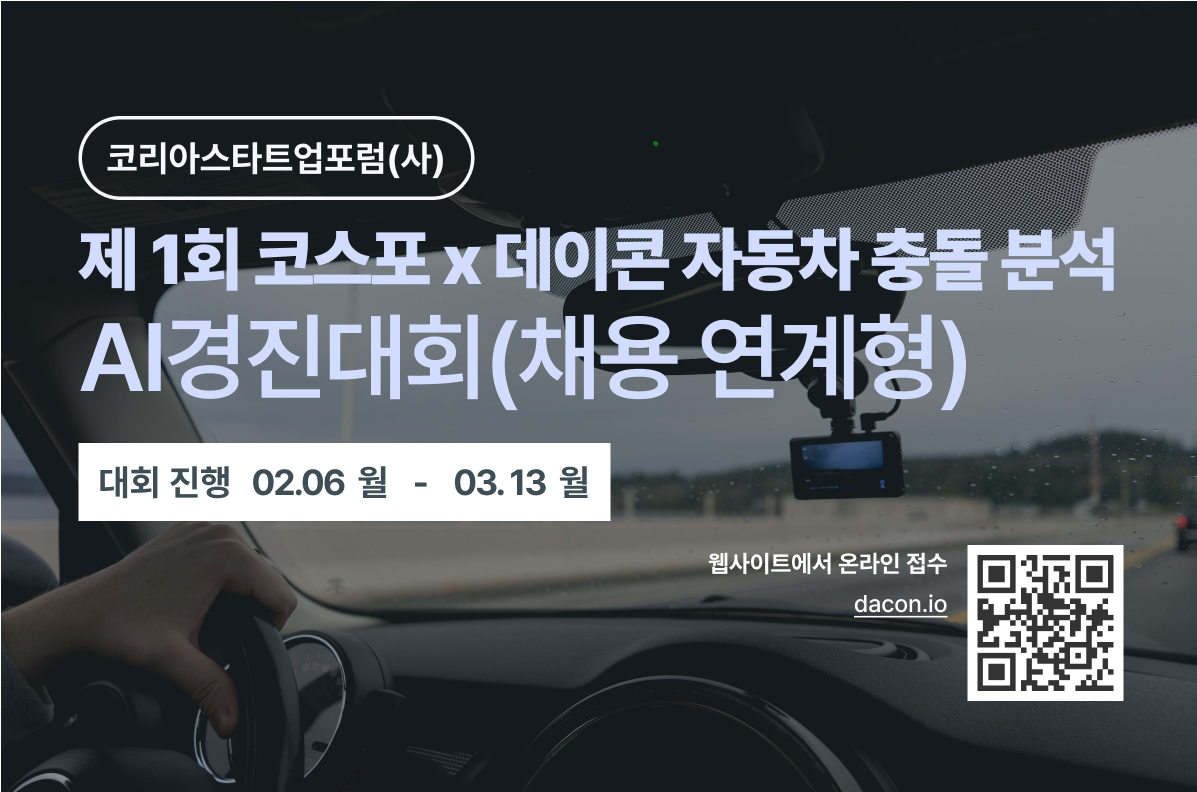 코리아스타트업포럼(사)
제 1회 코스포 x 데이콘 자동차 충돌 분석
AI경진대회(채용 연계형)
대회 진행 02.06 월 - 03.13 월
웹사이트에서 온라인 접수
dacon.io